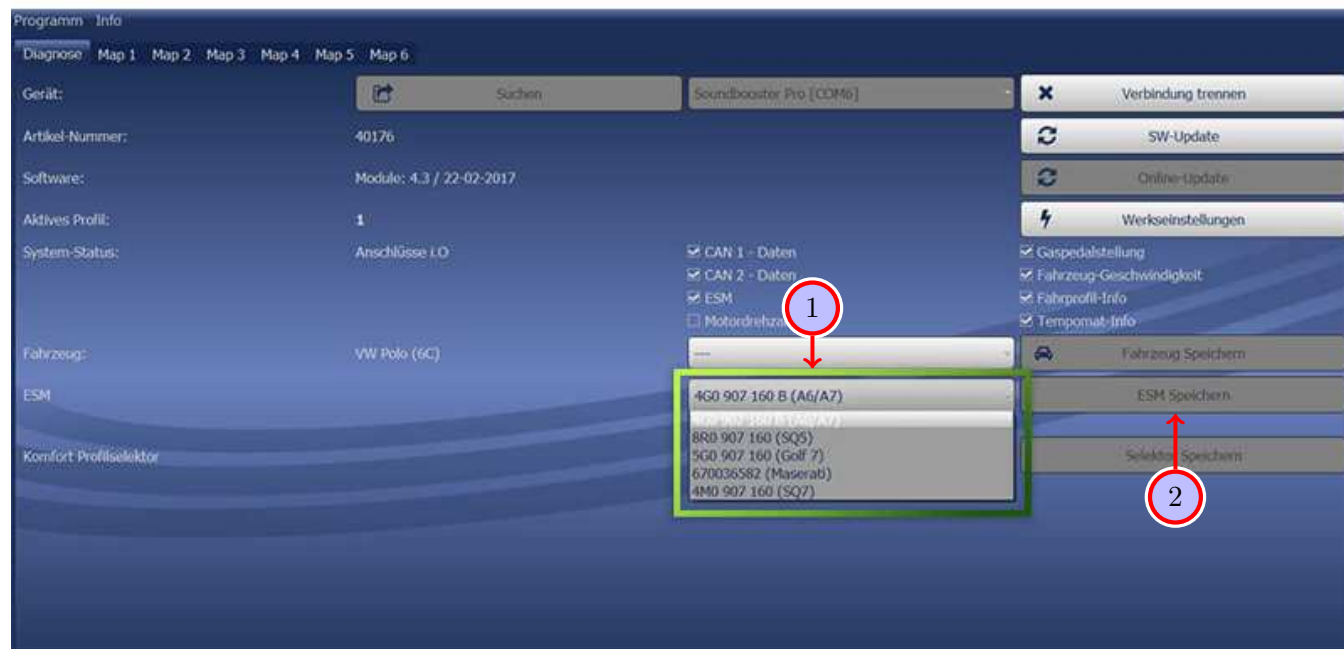 Programm Info
Diagnose Map 1 Map 2 Map 3 Map 4 Map 5 Map 6
Gerät: Suchen Soundbooster Pro [COM6] Verbindung trennen
Artikel-Nummer: 40176 SW-Update
Software: Module: 4.3 / 22-02-2017 Online-Update
Aktives Profil: 1 Werkseinstellungen
System-Status: Anschlüsse i.O CAN 1 - Daten Gaspedalstellung
CAN 2 - Daten Fahrzeug-Geschwindigkeit
ESM 1 Fahrprofil-Info
Tempomat-Info
Fahrzeug: VW Polo (6C) --- Fahrzeug Speichern
ESM 4G0 907 160 B (A6/A7) ESM Speichern
8R0 907 160 (SQ5)
5G0 907 160 (Golf 7)
Komfort Profilselektor Speichern
670036582 (Maserati)
4M0 907 160 (SQ7) 2